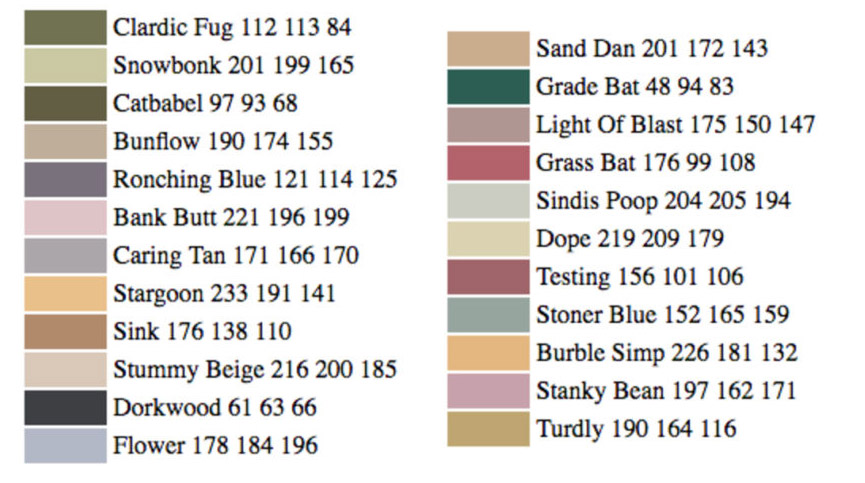 Clardic Fug 112 113 84
Snowbonk 201 199 165
Catbabel 97 93 68
Bunflow 190 174 155
Ronching Blue 121 114 125
Bank Butt 221 196 199
Caring Tan 171 166 170
Stargoon 233 191 141
Sink 176 138 110
Stummy Beige 216 200 185
Dorkwood 61 63 66
Flower 178 184 196
Sand Dan 201 172 143
Grade Bat 48 94 83
Light Of Blast 175 150 147
Grass Bat 176 99 108
Sindis Poop 204 205 194
Dope 219 209 179
Testing 156 101 106
Stoner Blue 152 165 159
Burble Simp 226 181 132
Stanky Bean 197 162 171
Turdly 190 164 116